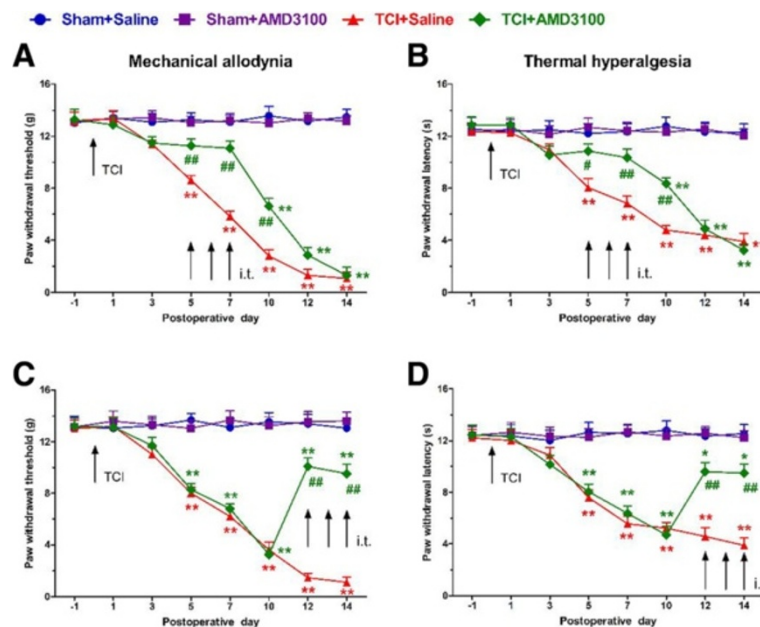 Sham+Saline Sham+AMD3100 TCI+Saline TCI+AMD3100
A Mechanical allodynia
Paw withdrawal threshold (g)
16
12
8
4
0
TCI
##
##
**
**
**
##
**
**
**
**
**
i.t.
-1 1 3 5 7 10 12 14
Postoperative day
B Thermal hyperalgesia
Paw withdrawal latency (s)
16
12
8
4
0
TCI
#
##
**
**
**
##
**
**
**
**
i.t.
-1 1 3 5 7 10 12 14
Postoperative day
C
Paw withdrawal threshold (g)
16
12
8
4
0
TCI
**
**
**
**
**
**
**
**
##
##
**
**
i.t.
-1 1 3 5 7 10 12 14
Postoperative day
D
Paw withdrawal latency (s)
16
12
8
4
0
TCI
**
**
**
**
**
**
*
*
##
##
**
**
-1 1 3 5 7 10 12 14
Postoperative day